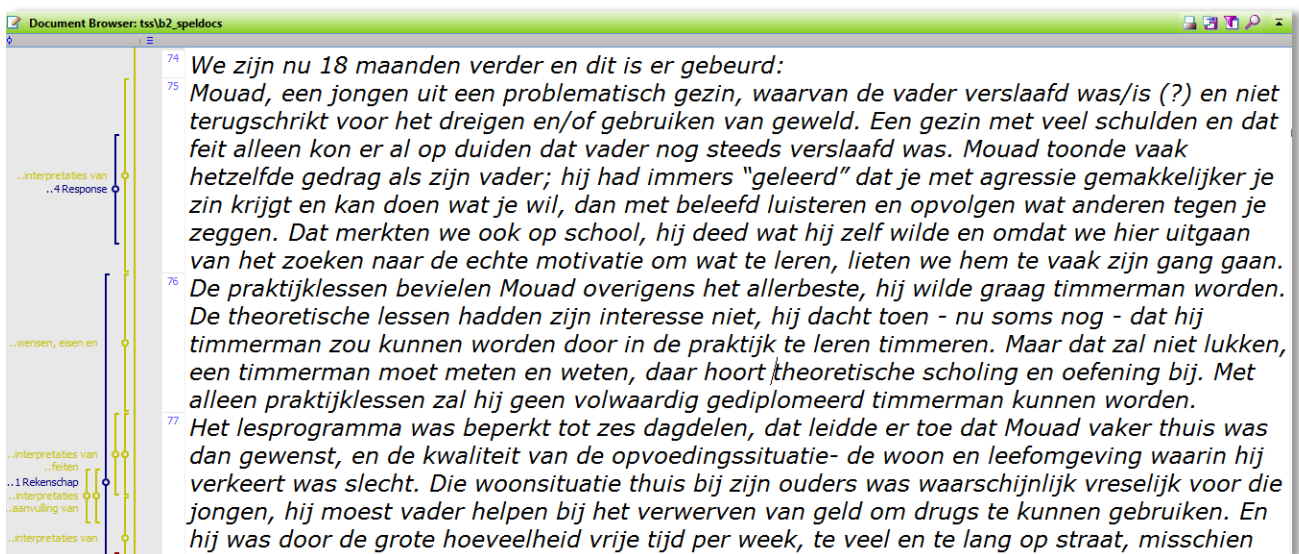 Document Browser: tss\b2_speldocs
74 We zijn nu 18 maanden verder en dit is er gebeurd:
75 Mouad, een jongen uit een problematisch gezin, waarvan de vader verslaafd was/is (?) en niet
terugschrikt voor het dreigen en/of gebruiken van geweld. Een gezin met veel schulden en dat
feit alleen kon er al op duiden dat vader nog steeds verslaafd was. Mouad toonde vaak
..interpretaties van
hetzelfde gedrag als zijn vader; hij had immers “geleerd” dat je met agressie gemakkelijker je
..4 Response
zin krijgt en kan doen wat je wil, dan met beleefd luisteren en opvolgen wat anderen tegen je
zeggen. Dat merkten we ook op school, hij deed wat hij zelf wilde en omdat we hier uitgaan
van het zoeken naar de echte motivatie om wat te leren, lieten we hem te vaak zijn gang gaan.
76 De praktijklessen bevielen Mouad overigens het allerbeste, hij wilde graag timmerman worden.
De theoretische lessen hadden zijn interesse niet, hij dacht toen - nu soms nog - dat hij
..wensen, eisen en
timmerman zou kunnen worden door in de praktijk te leren timmeren. Maar dat zal niet lukken,
een timmerman moet meten en weten, daar hoort theoretische scholing en oefening bij. Met
alleen praktijklessen zal hij geen volwaardig gediplomeerd timmerman kunnen worden.
77 Het lesprogramma was beperkt tot zes dagdelen, dat leidde er toe dat Mouad vaker thuis was
..interpretaties van
dan gewenst, en de kwaliteit van de opvoedingssituatie- de woon en leefomgeving waarin hij
..feiten
..1 Rekenschap
verkeert was slecht. Die woonsituatie thuis bij zijn ouders was waarschijnlijk vreselijk voor die
..interpretaties
..aanvulling van
jongen, hij moest vader helpen bij het verwerven van geld om drugs te kunnen gebruiken. En
..interpretaties van
hij was door de grote hoeveelheid vrije tijd per week, te veel en te lang op straat, misschien